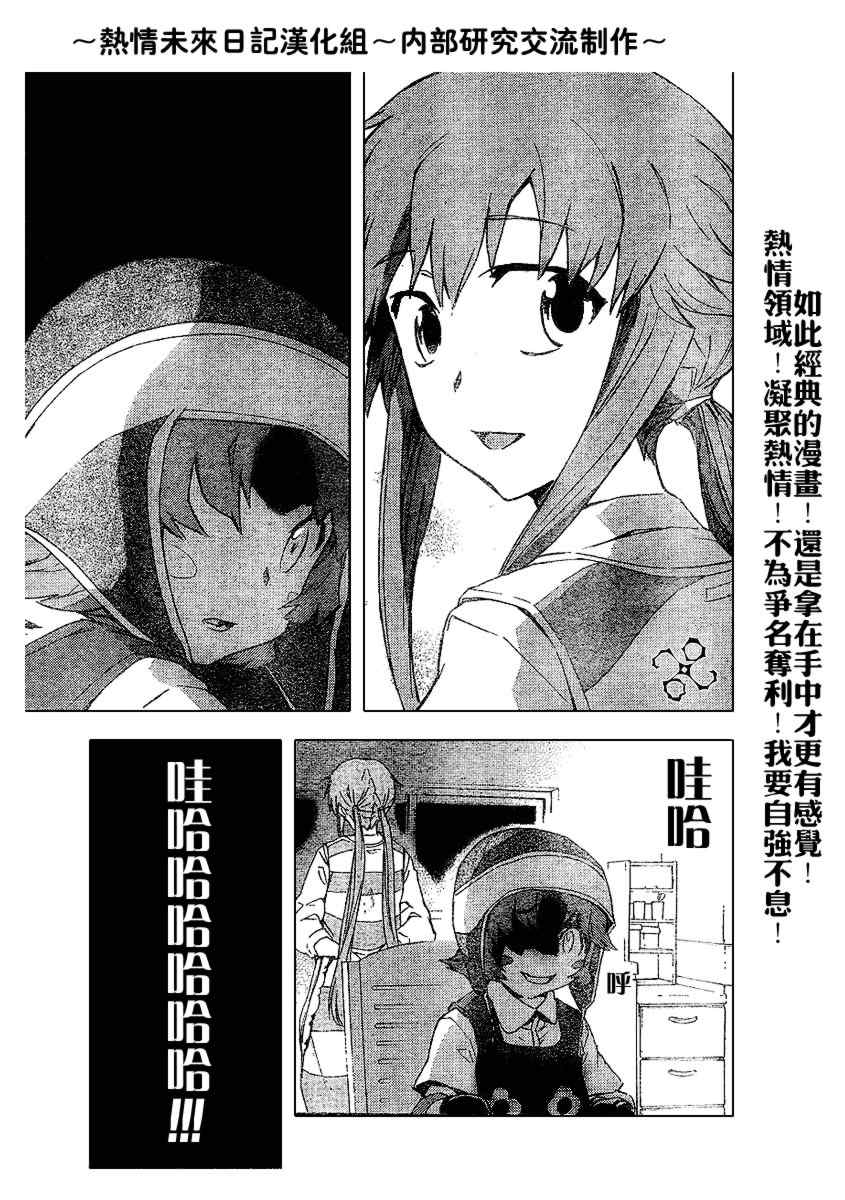 ～熱情未來日記漢化組～內部研究交流制作～
如此經典的漫畫！還是拿在手中才更有感覺！
熱情領域！凝聚熱情！不為爭名奪利！我要自強不息！
哇哈
呼
哇哈哈哈哈哈哈!!!